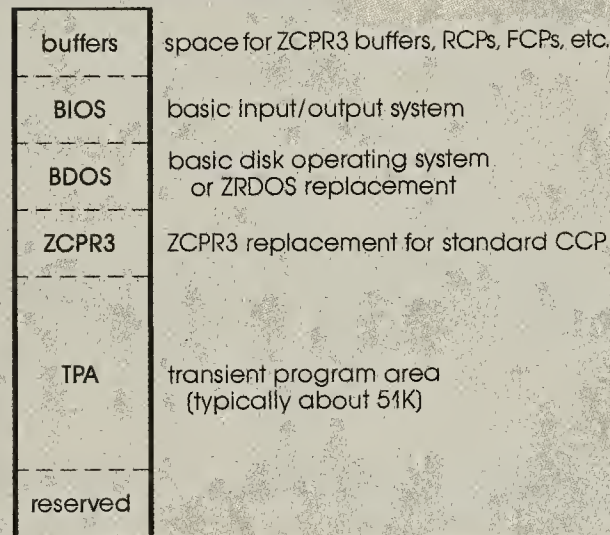 buffers space for ZCPR3 buffers, RCPs, FCPs, etc.
BIOS basic input/output system
BDOS basic disk operating system
or ZRDOS replacement
ZCPR3 ZCPR3 replacement for standard CCP
TPA transient program area
(typically about 51K)
reserved